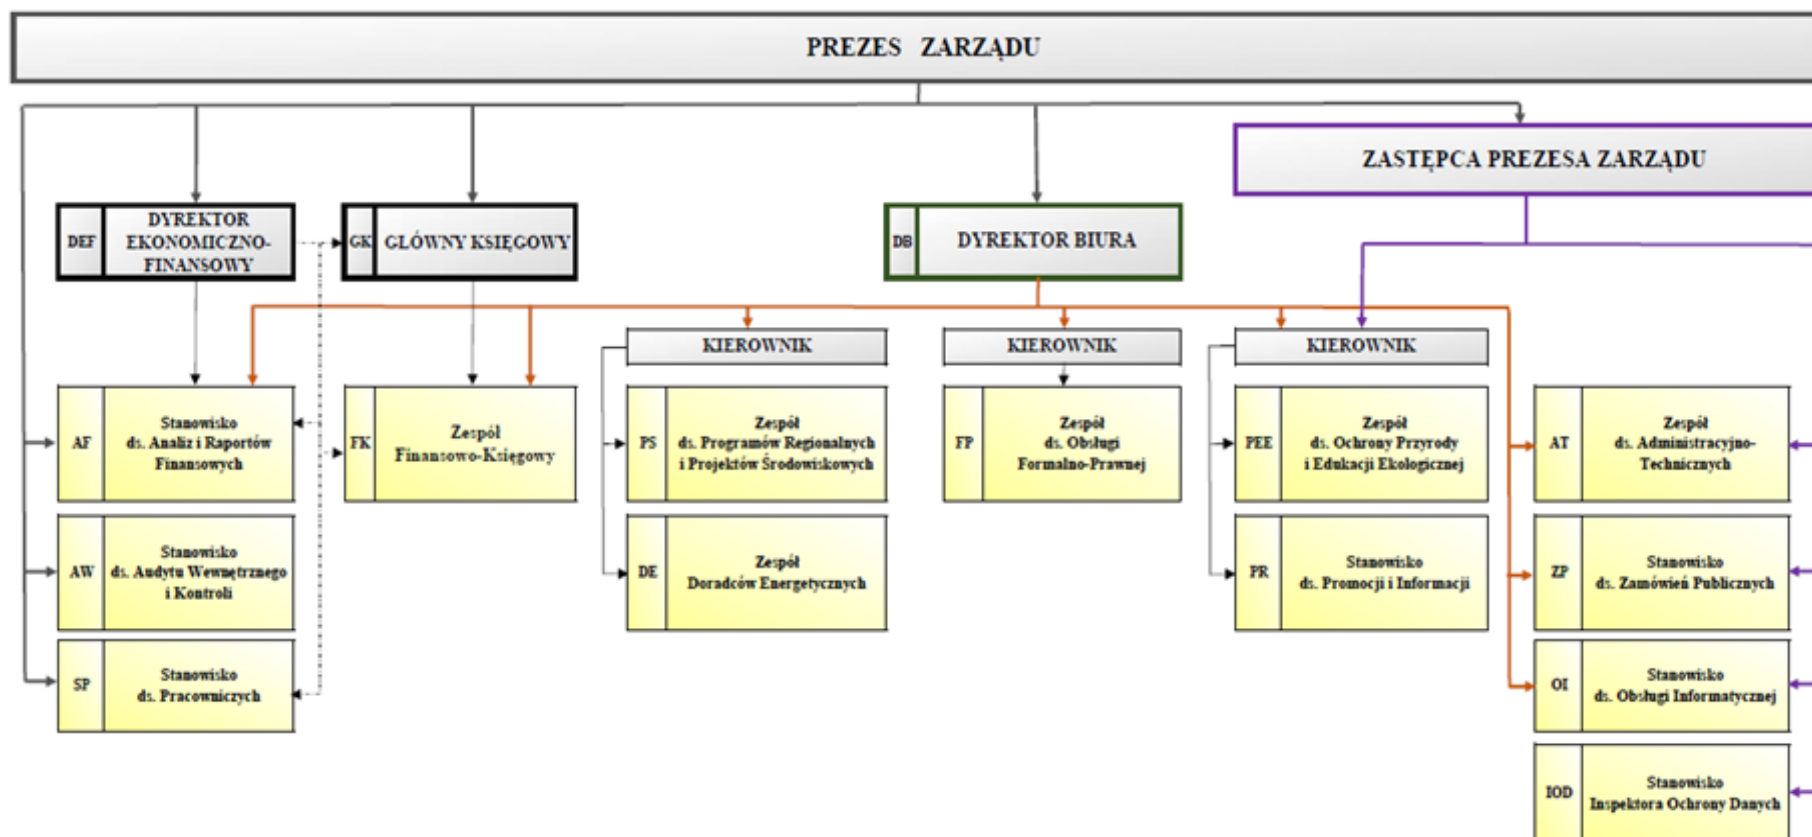 PREZES ZARZĄDU
ZASTĘPCA PREZESA ZARZĄDU
DEF
DYREKTOR
EKONOMICZNO-
FINANSOWY
GK
GŁÓWNY KSIĘGOWY
DB
DYREKTOR BIURA
KIEROWNIK
KIEROWNIK
KIEROWNIK
AF
Stanowisko
ds. Analiz i Raportów
Finansowych
FK
Zespół
Finansowo-Księgowy
PS
Zespół
ds. Programów Regionalnych
i Projektów Środowiskowych
FP
Zespół
ds. Obsługi
Formalno-Prawnej
PEE
Zespół
ds. Ochrony Przyrody
i Edukacji Ekologicznej
AT
Zespół
ds. Administracyjno-
Technicznych
AW
Stanowisko
ds. Audytu Wewnętrznego
i Kontroli
DE
Zespół
Doradców Energetycznych
PR
Stanowisko
ds. Promocji i Informacji
ZP
Stanowisko
ds. Zamówień Publicznych
SP
Stanowisko
ds. Pracowniczych
OI
Stanowisko
ds. Obsługi Informatycznej
IOD
Stanowisko
Inspektora Ochrony Danych